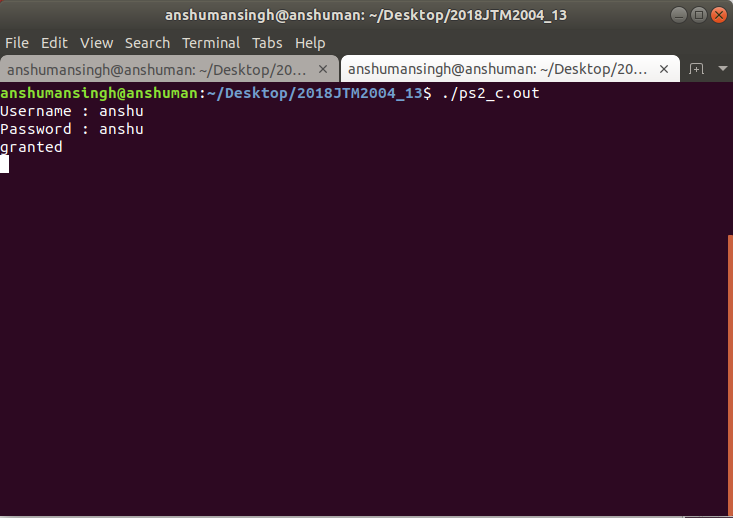 anshumansingh@anshuman: ~/Desktop/2018JTM2004_13
File Edit View Search Terminal Tabs Help
anshumansingh@anshuman: ~/Desktop/20... × anshumansingh@anshuman: ~/Desktop/20... ×
anshumansingh@anshuman:~/Desktop/2018JTM2004_13$ ./ps2_c.out
Username : anshu
Password : anshu
granted